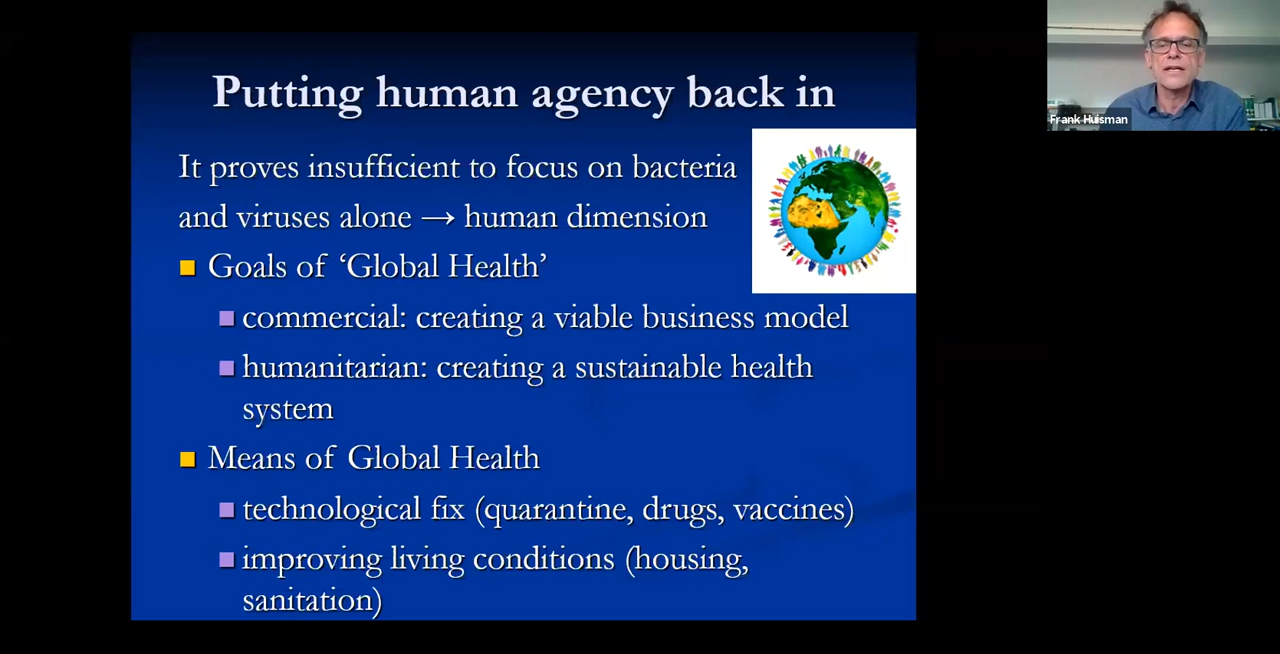 Putting human agency back in
It proves insufficient to focus on bacteria
and viruses alone → human dimension
Goals of ‘Global Health’
commercial: creating a viable business model
humanitarian: creating a sustainable health
system
Means of Global Health
technological fix (quarantine, drugs, vaccines)
improving living conditions (housing,
sanitation)
Frank Huisman